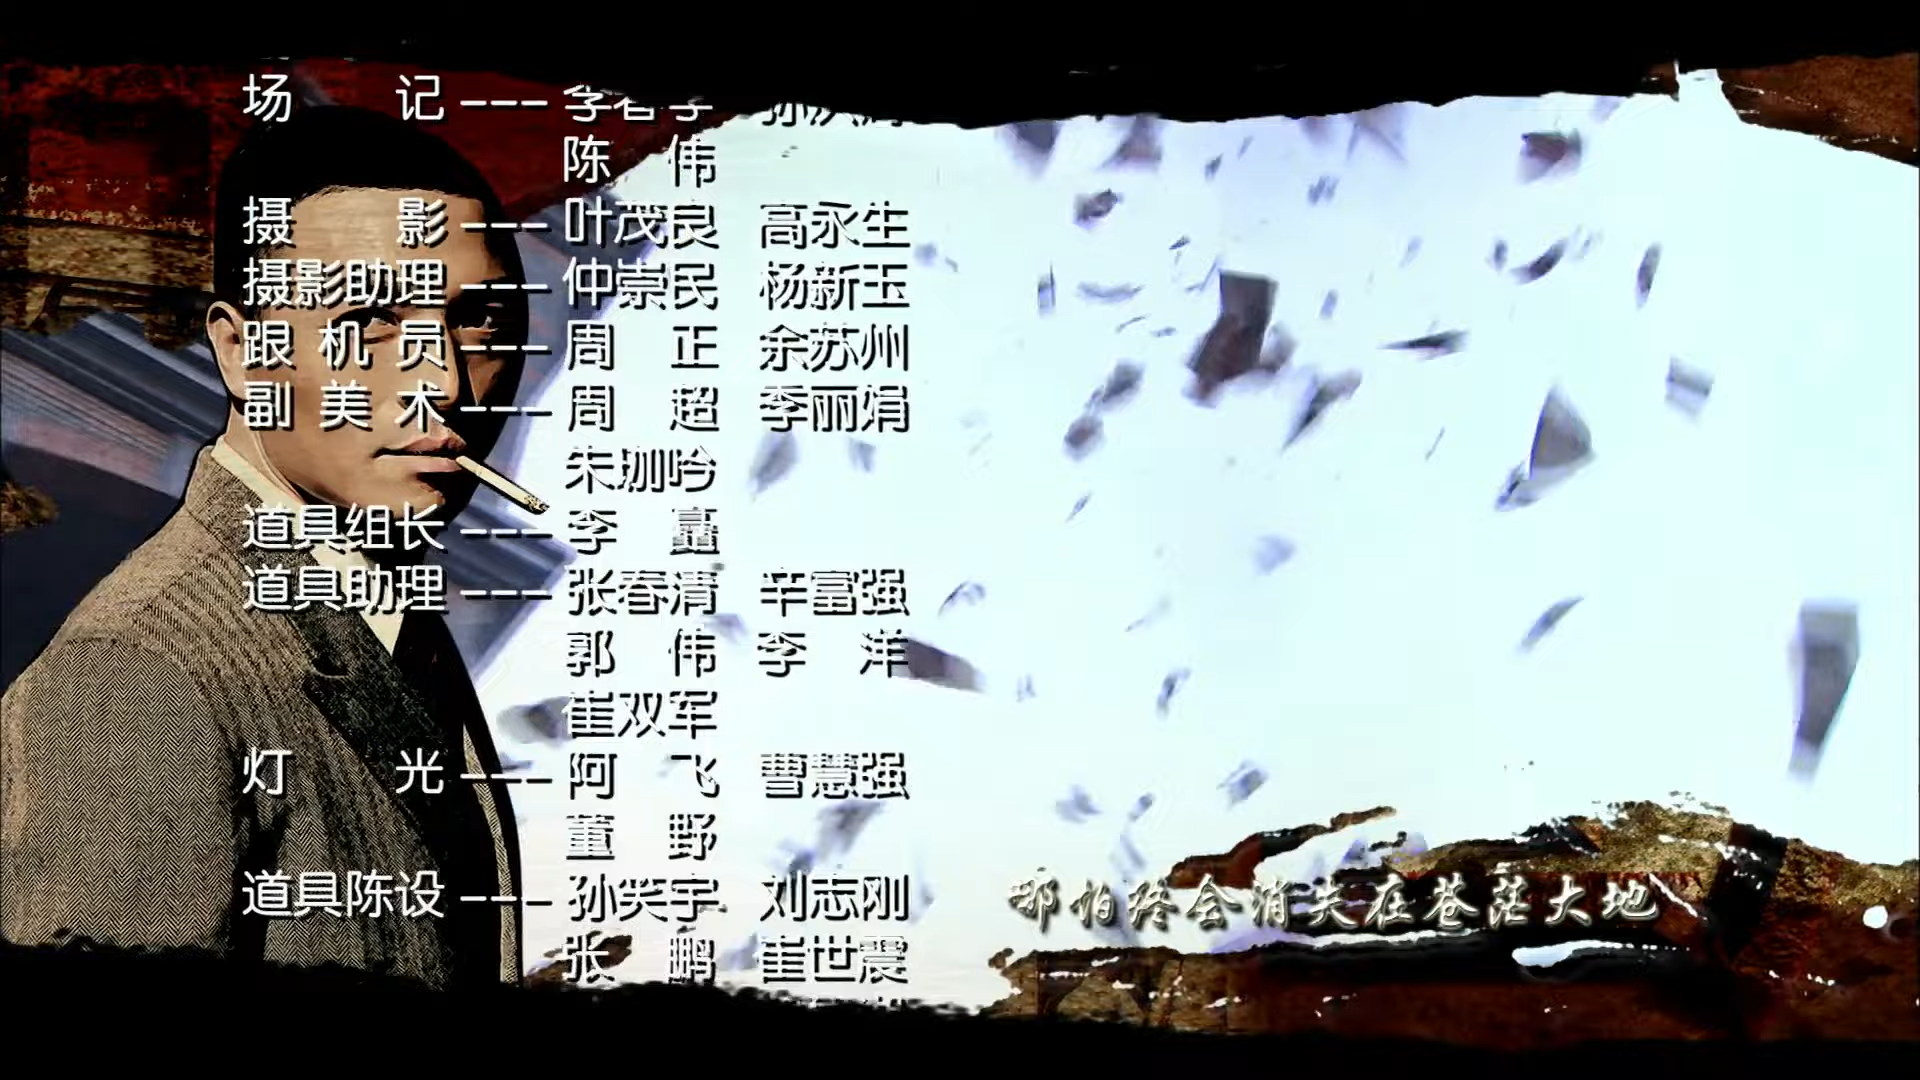 场 记---
陈 伟
摄 影---叶茂良 高永生
摄影助理---仲崇民 杨新玉
跟 机 员---周 正 余苏州
副 美 术---周 超 季丽娟
朱珈吟
道具组长---李 矗
道具助理---张春清 辛富强
郭 伟 李 洋
崔双军
灯 光---阿 飞 曹慧强
董 野
道具陈设---孙笑宇 刘志刚
张 鹏 崔世震
哪怕终会消失在苍茫大地